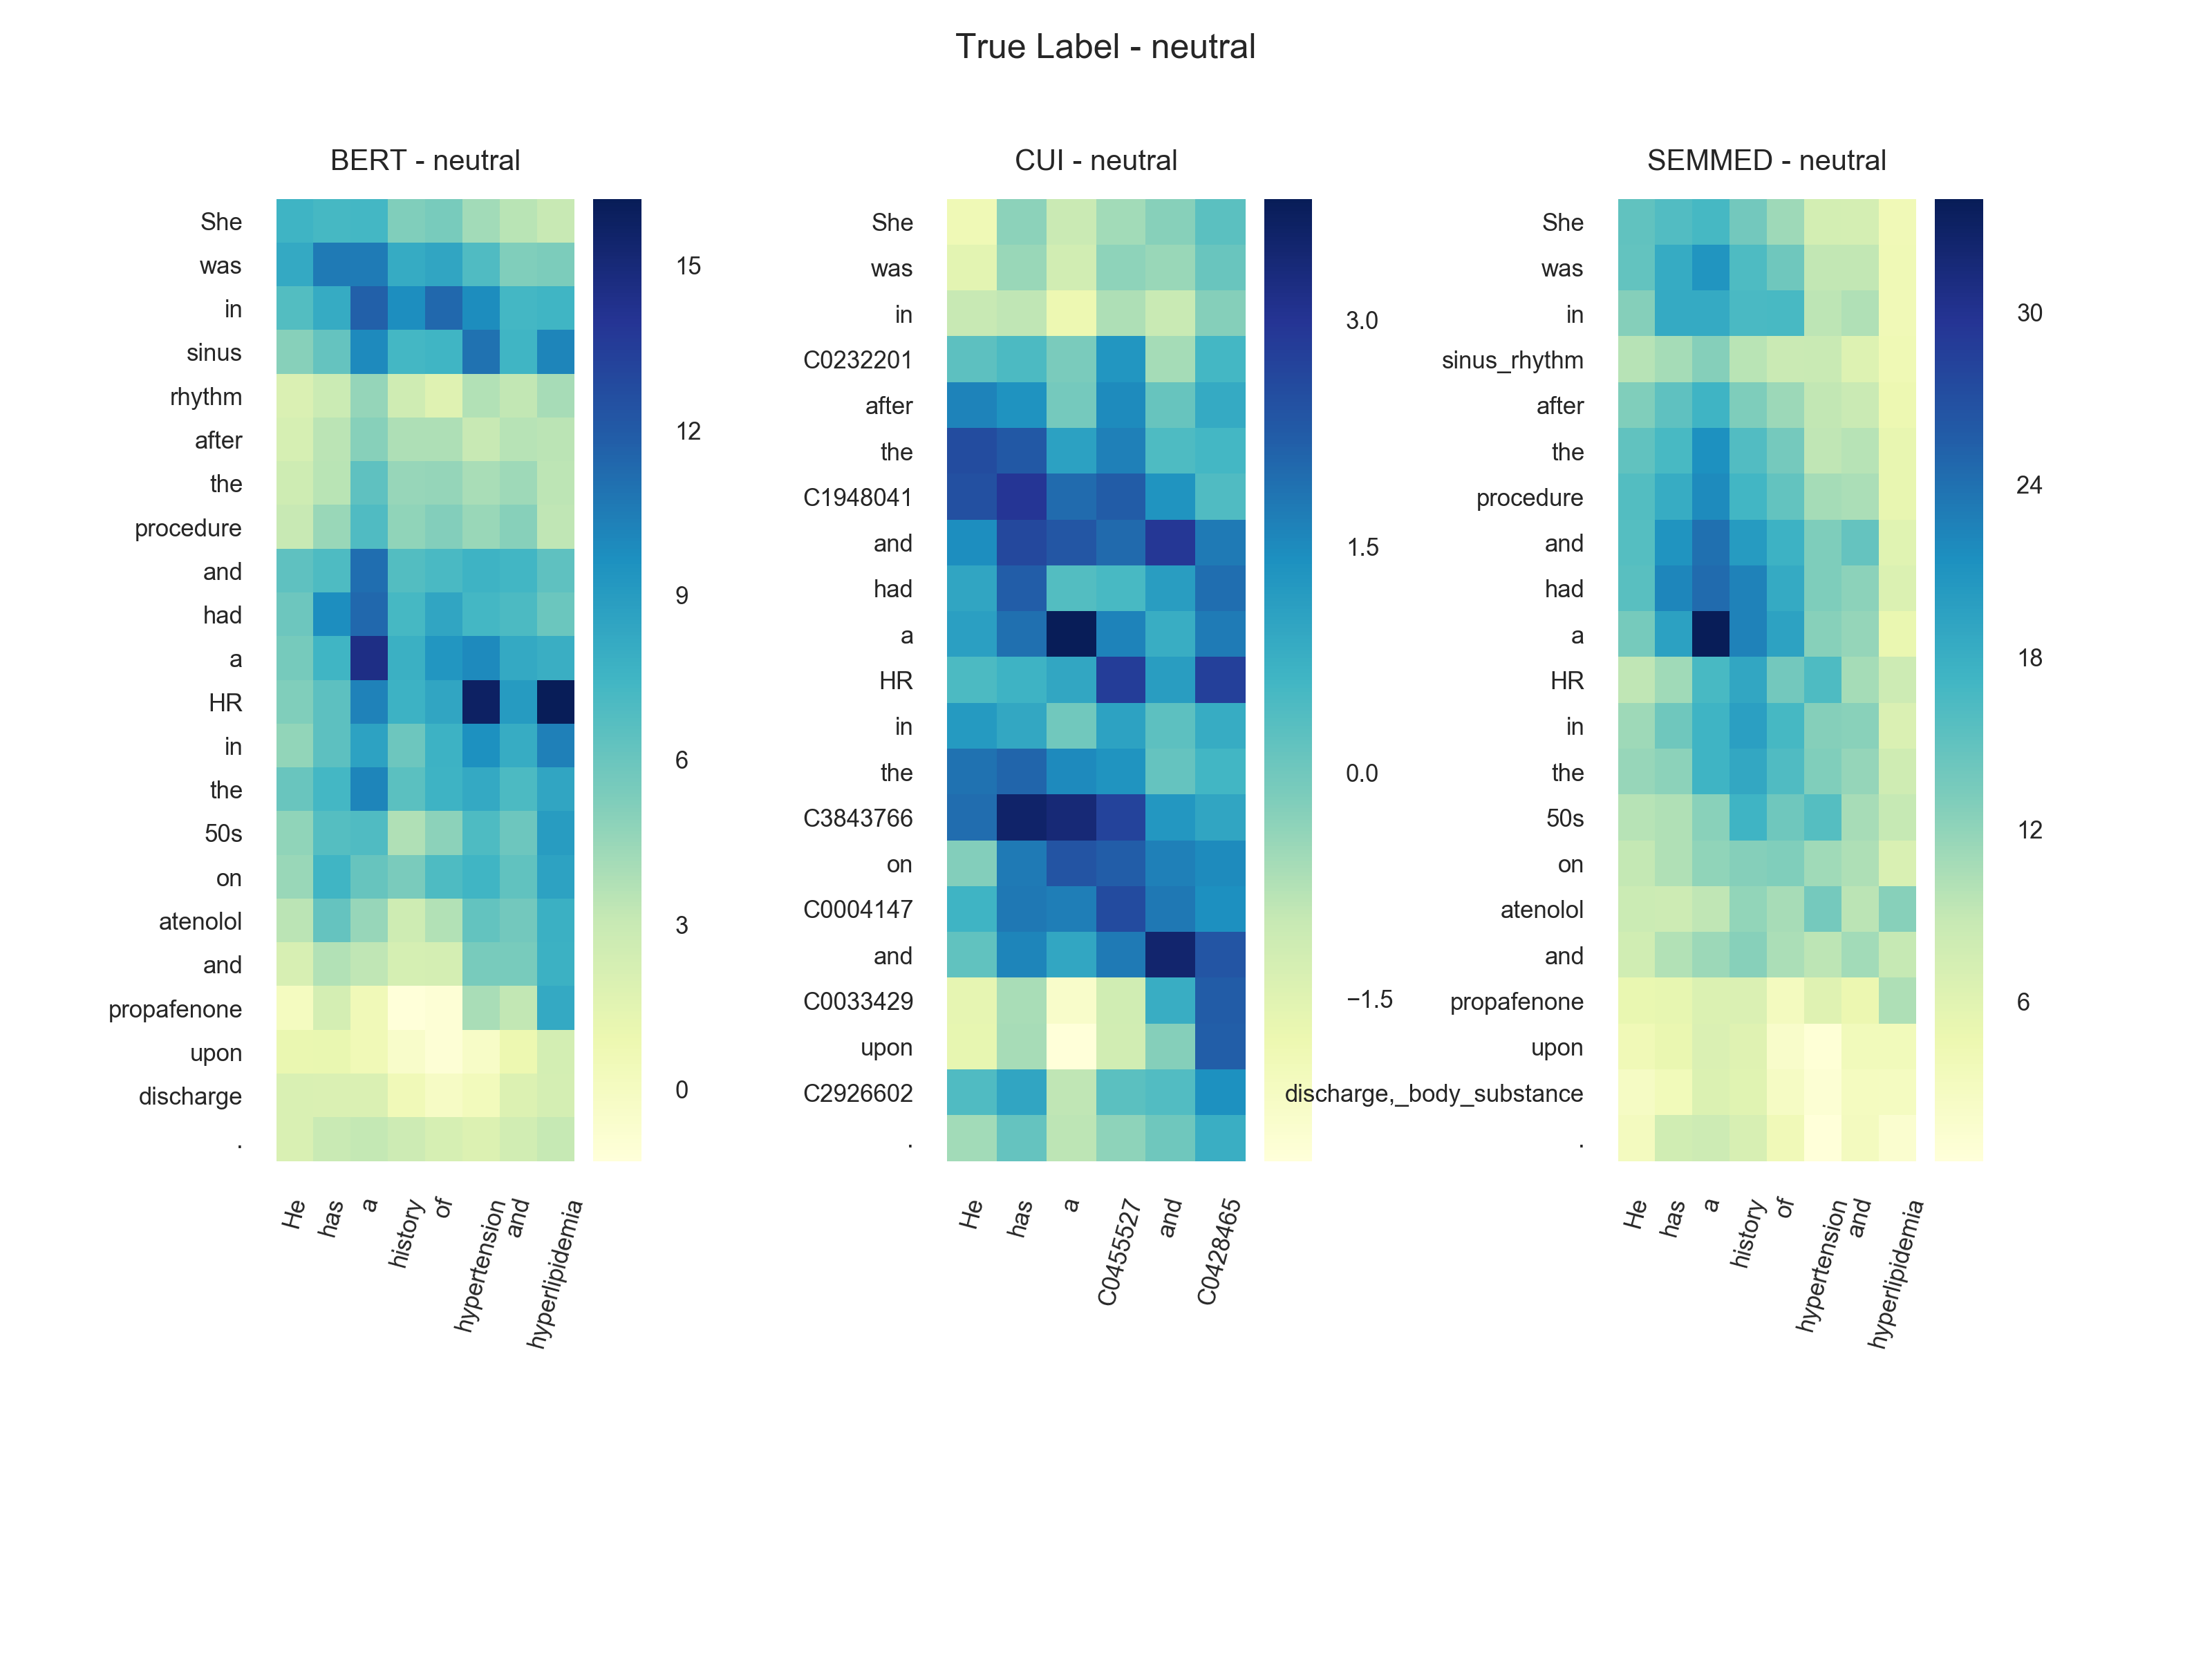 True Label - neutral
BERT - neutral
She
was
in
sinus
rhythm
after
the
procedure
and
had
a
HR
in
the
50s
on
atenolol
and
propafenone
upon
discharge
.
He
has
a
history
of
hypertension
and
hyperlipidemia
15
12
9
6
3
0
CUI - neutral
She
was
in
C0232201
after
the
C1948041
and
had
a
HR
in
the
C3843766
on
C0004147
and
C0033429
upon
C2926602
.
He
has
a
C0455527
and
C0428465
3.0
1.5
0.0
−1.5
SEMMED - neutral
She
was
in
sinus_rhythm
after
the
procedure
and
had
a
HR
in
the
50s
on
atenolol
and
propafenone
upon
discharge,_body_substance
.
He
has
a
history
of
hypertension
and
hyperlipidemia
30
24
18
12
6